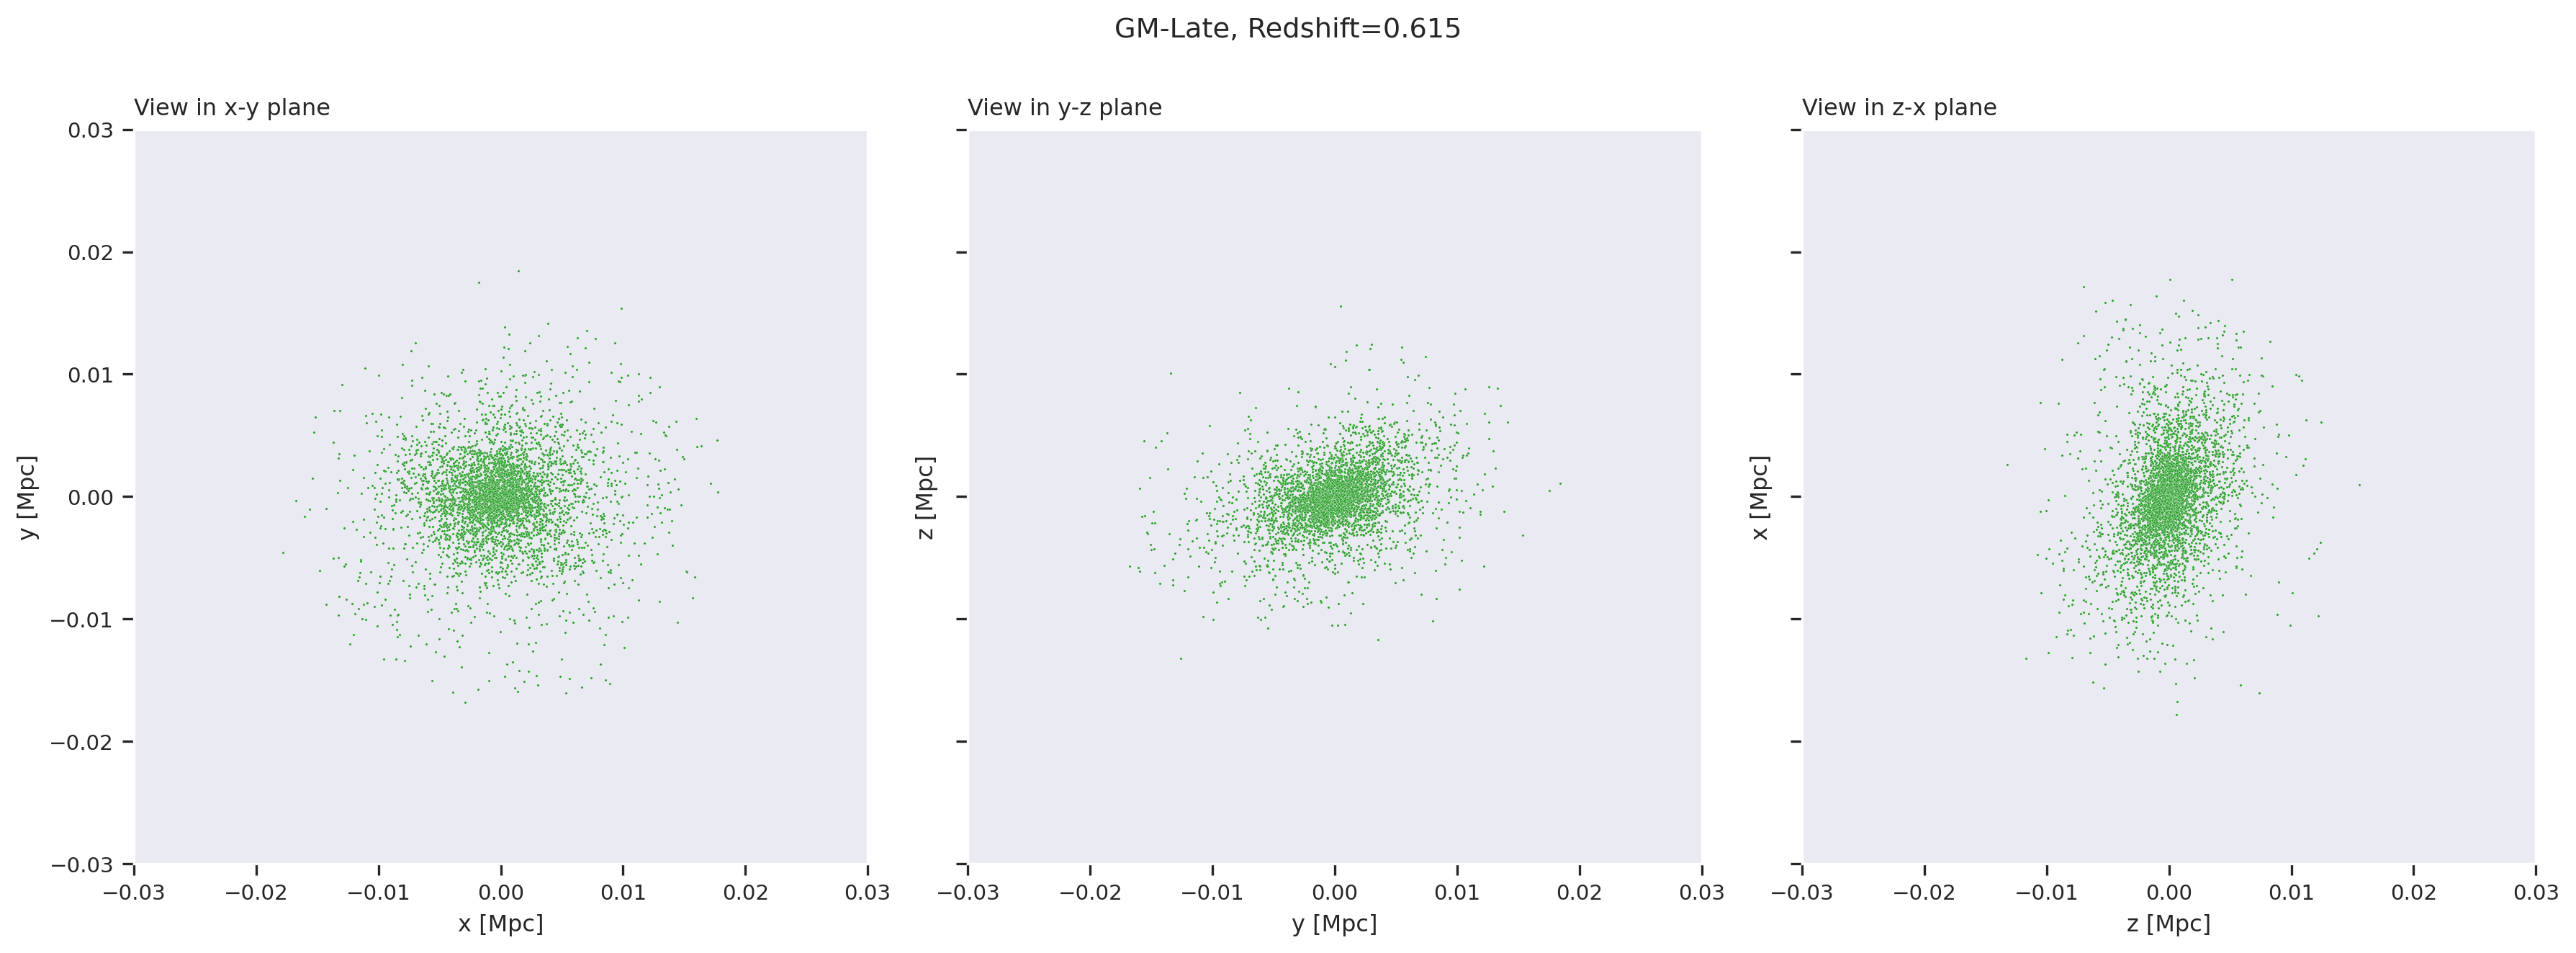 GM-Late, Redshift=0.615
View in x-y plane
View in y-z plane
View in z-x plane
0.03
0.02
0.01
0.00
−0.01
−0.02
−0.03
y [Mpc]
z [Mpc]
x [Mpc]
−0.03 −0.02 −0.01 0.00 0.01 0.02 0.03
−0.03 −0.02 −0.01 0.00 0.01 0.02 0.03
−0.03 −0.02 −0.01 0.00 0.01 0.02 0.03
x [Mpc]
y [Mpc]
z [Mpc]